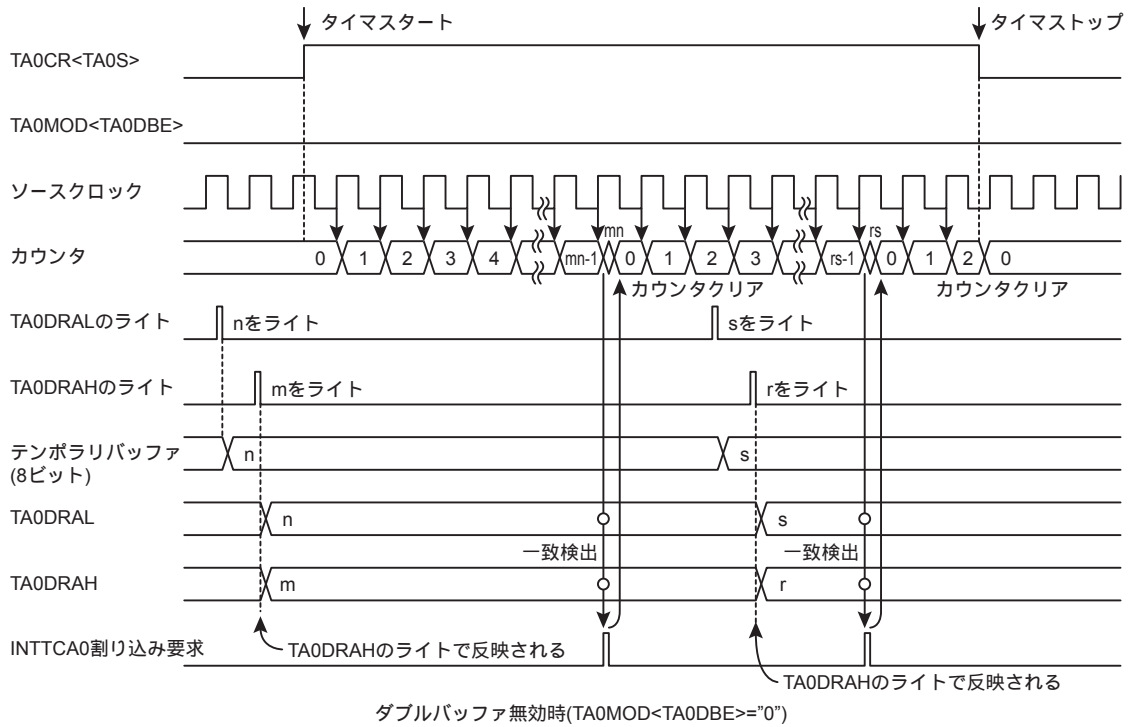 タイマスタート
タイマストップ
TA0CR<TA0S>
TA0MOD<TA0DBE>
ソースクロック
カウンタ
0 1 2 3 4 mn-1 mn 0 1 2 3 rs-1 rs 0 1 2 0
カウンタクリア
カウンタクリア
TA0DRALのライト
nをライト
sをライト
TA0DRAHのライト
mをライト
rをライト
テンポラリバッファ
(8ビット)
n
s
TA0DRAL
n
s
一致検出
一致検出
TA0DRAH
m
r
INTTCA0割り込み要求
TA0DRAHのライトで反映される
TA0DRAHのライトで反映される
ダブルバッファ無効時(TA0MOD<TA0DBE>=”0”)